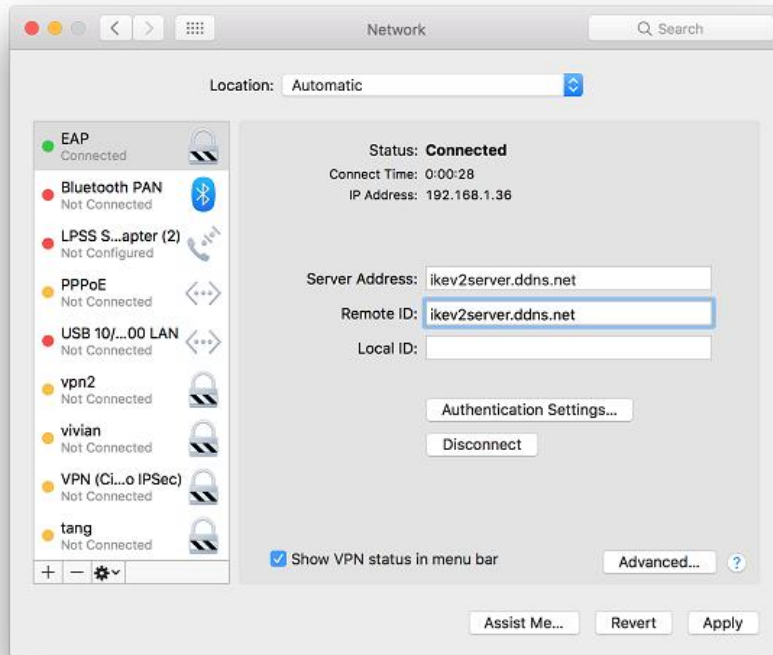 Network
Search
Location: Automatic
EAP
Connected
Bluetooth PAN
Not Connected
LPSS S...apter (2)
Not Configured
PPPoE
Not Connected
USB 10/...00 LAN
Not Connected
vpn2
Not Connected
vivian
Not Connected
VPN (Ci...o IPSec)
Not Connected
tang
Not Connected
Status: Connected
Connect Time: 0:00:28
IP Address: 192.168.1.36
Server Address: ikev2server.ddns.net
Remote ID: ikev2server.ddns.net
Local ID:
Authentication Settings...
Disconnect
Show VPN status in menu bar
Advanced...
?
Assist Me...
Revert
Apply